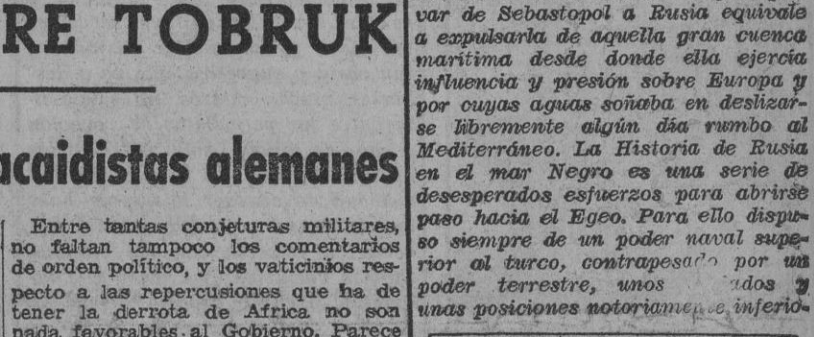 RE TOBRUK
acaidistas alemanes
Entre tantas conjeturas militares,
no faltan tampoco los comentarios
de orden político, y los vaticinios res-
pecto a las repercusiones que ha de
tener la derrota de Africa no son
nada favorables al Gobierno. Parece
var de Sebastopol a Rusia equivale
a expulsarla de aquella gran cuenca
marítima desde donde ella ejercía
influencia y presión sobre Europa y
por cuyas aguas soñaba en deslizar-
se libremente algún día rumbo al
Mediterráneo. La Historia de Rusia
en el mar Negro es una serie de
desesperados esfuerzos para abrirse
paso hacia el Egeo. Para ello dispu-
so siempre de un poder naval supe-
rior al turco, contrapesado por un
poder terrestre, unos y
unas posiciones notoriamente inferio-